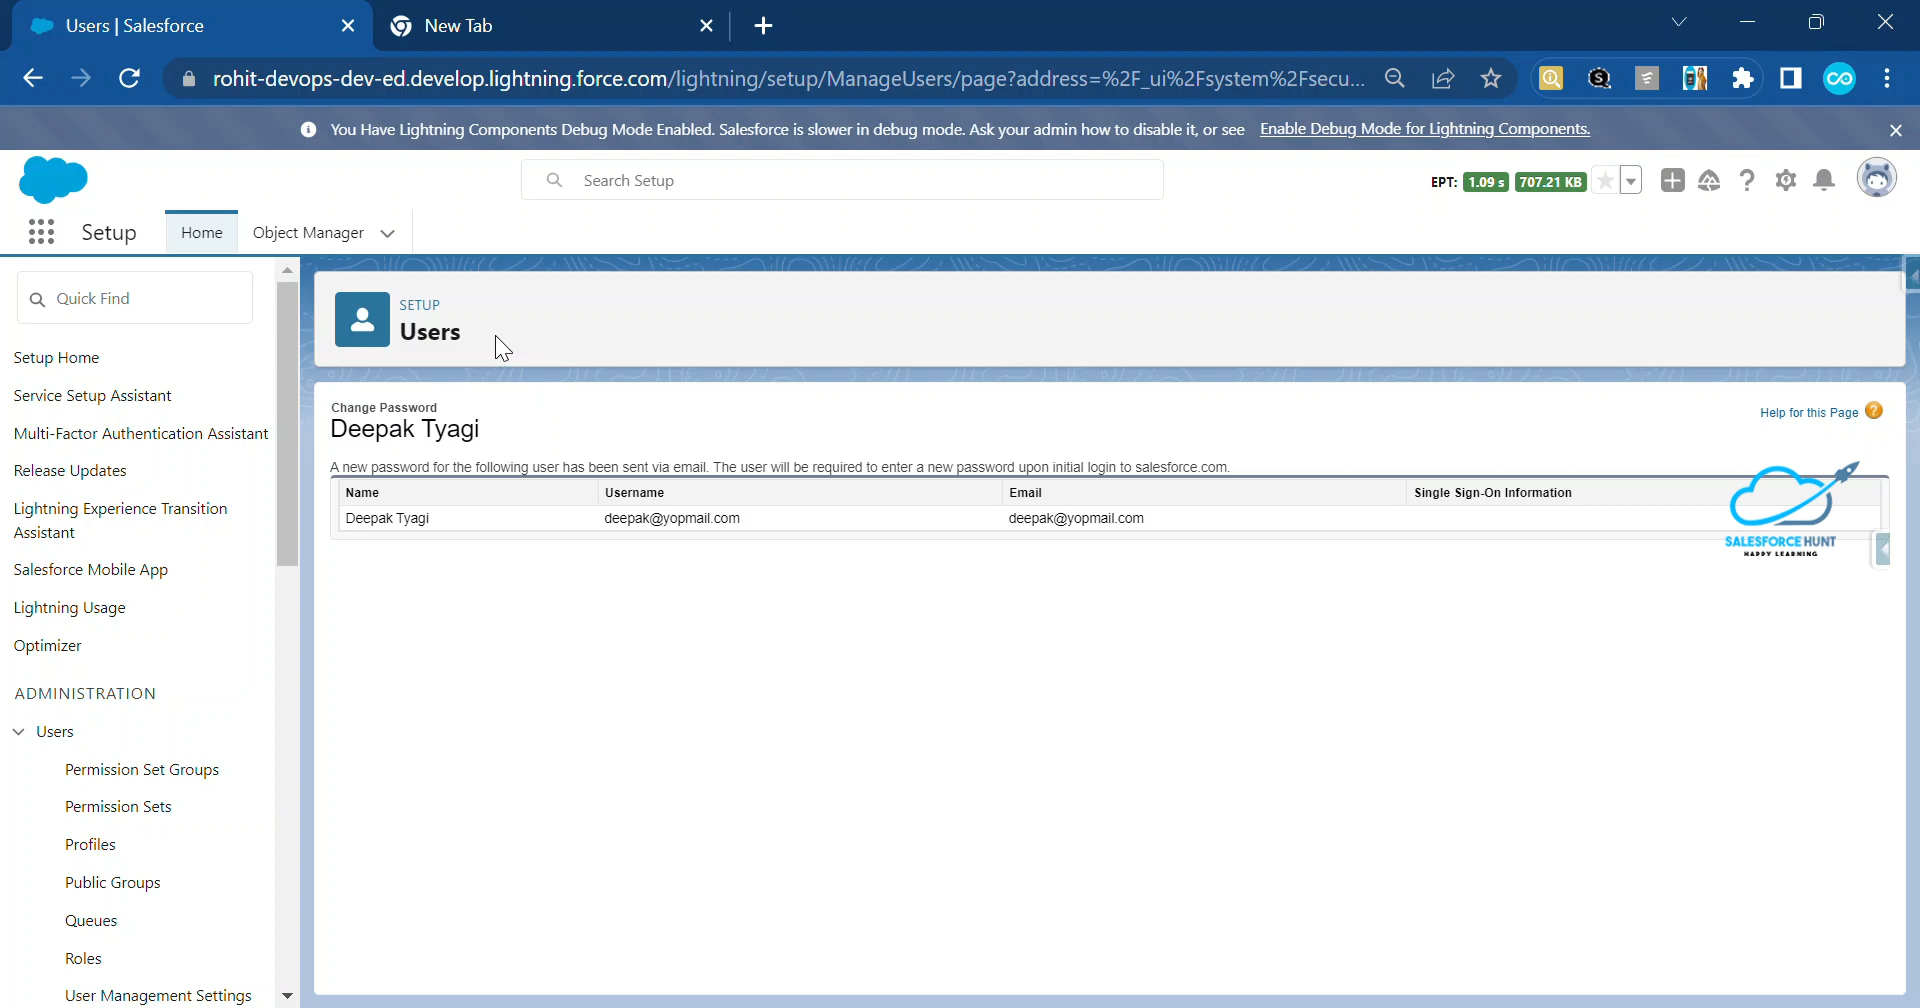 Users | Salesforce
New Tab
rohit-devops-dev-ed.develop.lightning.force.com/lightning/setup/ManageUsers/page?address=%2F_ui%2Fsystem%2Fsecu...
You Have Lightning Components Debug Mode Enabled. Salesforce is slower in debug mode. Ask your admin how to disable it, or see Enable Debug Mode for Lightning Components.
Search Setup
EPT: 1.09 s 707.21 KB
Setup
Home
Object Manager
Quick Find
Setup Home
Service Setup Assistant
Multi-Factor Authentication Assistant
Release Updates
Lightning Experience Transition
Assistant
Salesforce Mobile App
Lightning Usage
Optimizer
ADMINISTRATION
Users
Permission Set Groups
Permission Sets
Profiles
Public Groups
Queues
Roles
User Management Settings
SETUP
Users
Change Password
Deepak Tyagi
Help for this Page
A new password for the following user has been sent via email. The user will be required to enter a new password upon initial login to salesforce.com.
Name Username Email Single Sign-On Information
Deepak Tyagi deepak@yopmail.com deepak@yopmail.com
SALESFORCE HUNT
HAPPY LEARNING